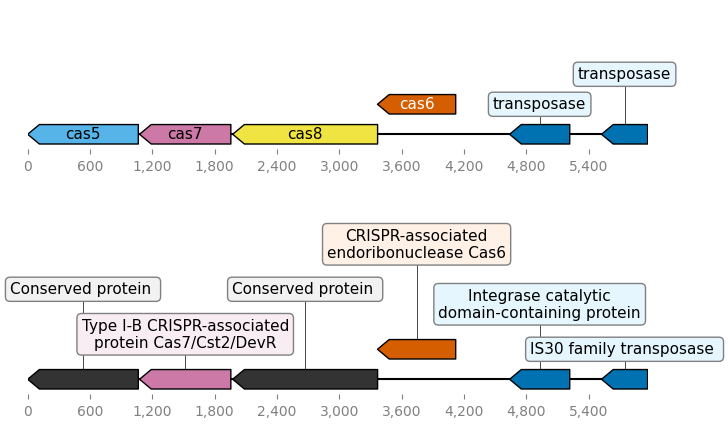 transposase
cas6
transposase
cas5
cas7
cas8
0
600
1,200
1,800
2,400
3,000
3,600
4,200
4,800
5,400
CRISPR-associated
endoribonuclease Cas6
Conserved protein
Conserved protein
Integrase catalytic
domain-containing protein
Type I-B CRISPR-associated
protein Cas7/Cst2/DevR
IS30 family transposase
0
600
1,200
1,800
2,400
3,000
3,600
4,200
4,800
5,400